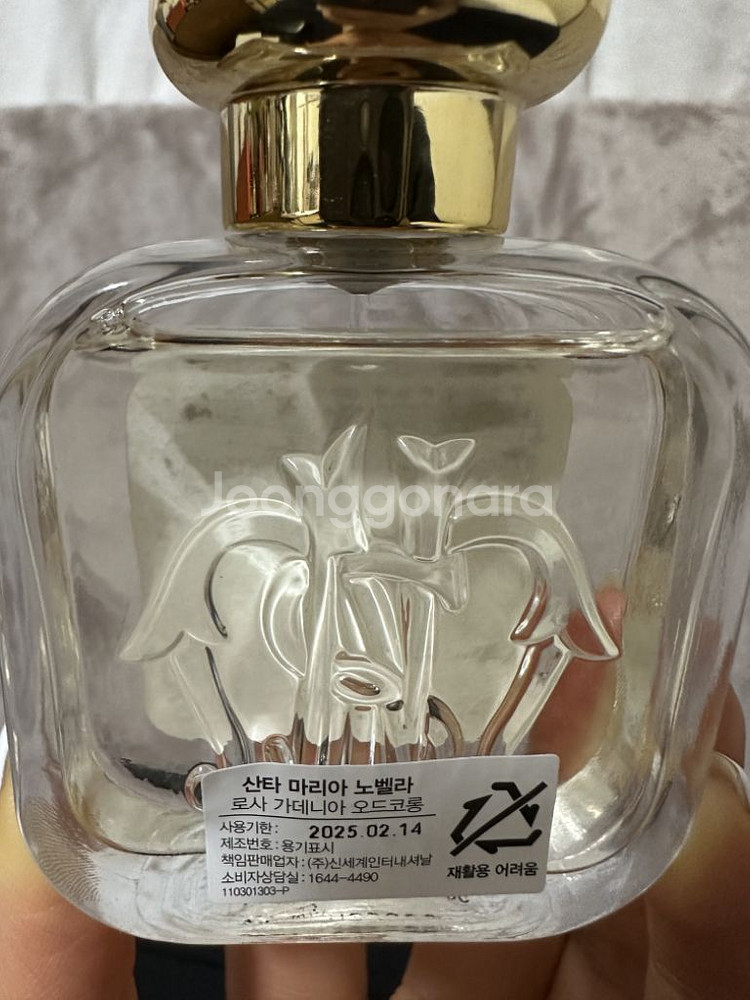 Joonggonara
산타 마리아 노벨라
로사 가데니아 오드코롱
사용기한: 2025.02.14
제조번호: 용기표시
책임판매업자: (주)신세계인터내셔날
소비자상담실: 1644-4490
110301303-P
재활용 어려움